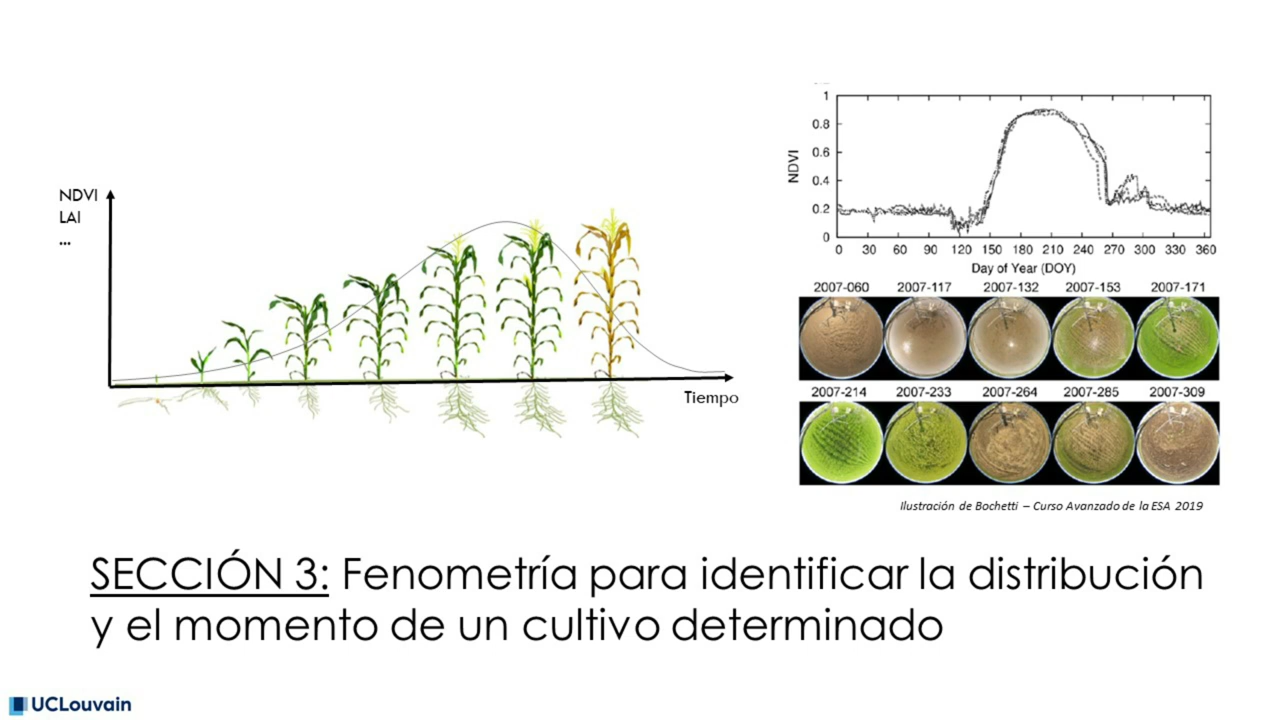 NDVI
LAI
...
Tiempo
NDVI
1
0.8
0.6
0.4
0.2
0
0 30 60 90 120 150 180 210 240 270 300 330 360
Day of Year (DOY)
2007-060 2007-117 2007-132 2007-153 2007-171
2007-214 2007-233 2007-264 2007-285 2007-309
Ilustración de Bochetti – Curso Avanzado de la ESA 2019
SECCIÓN 3: Fenometría para identificar la distribución
y el momento de un cultivo determinado
UCLouvain